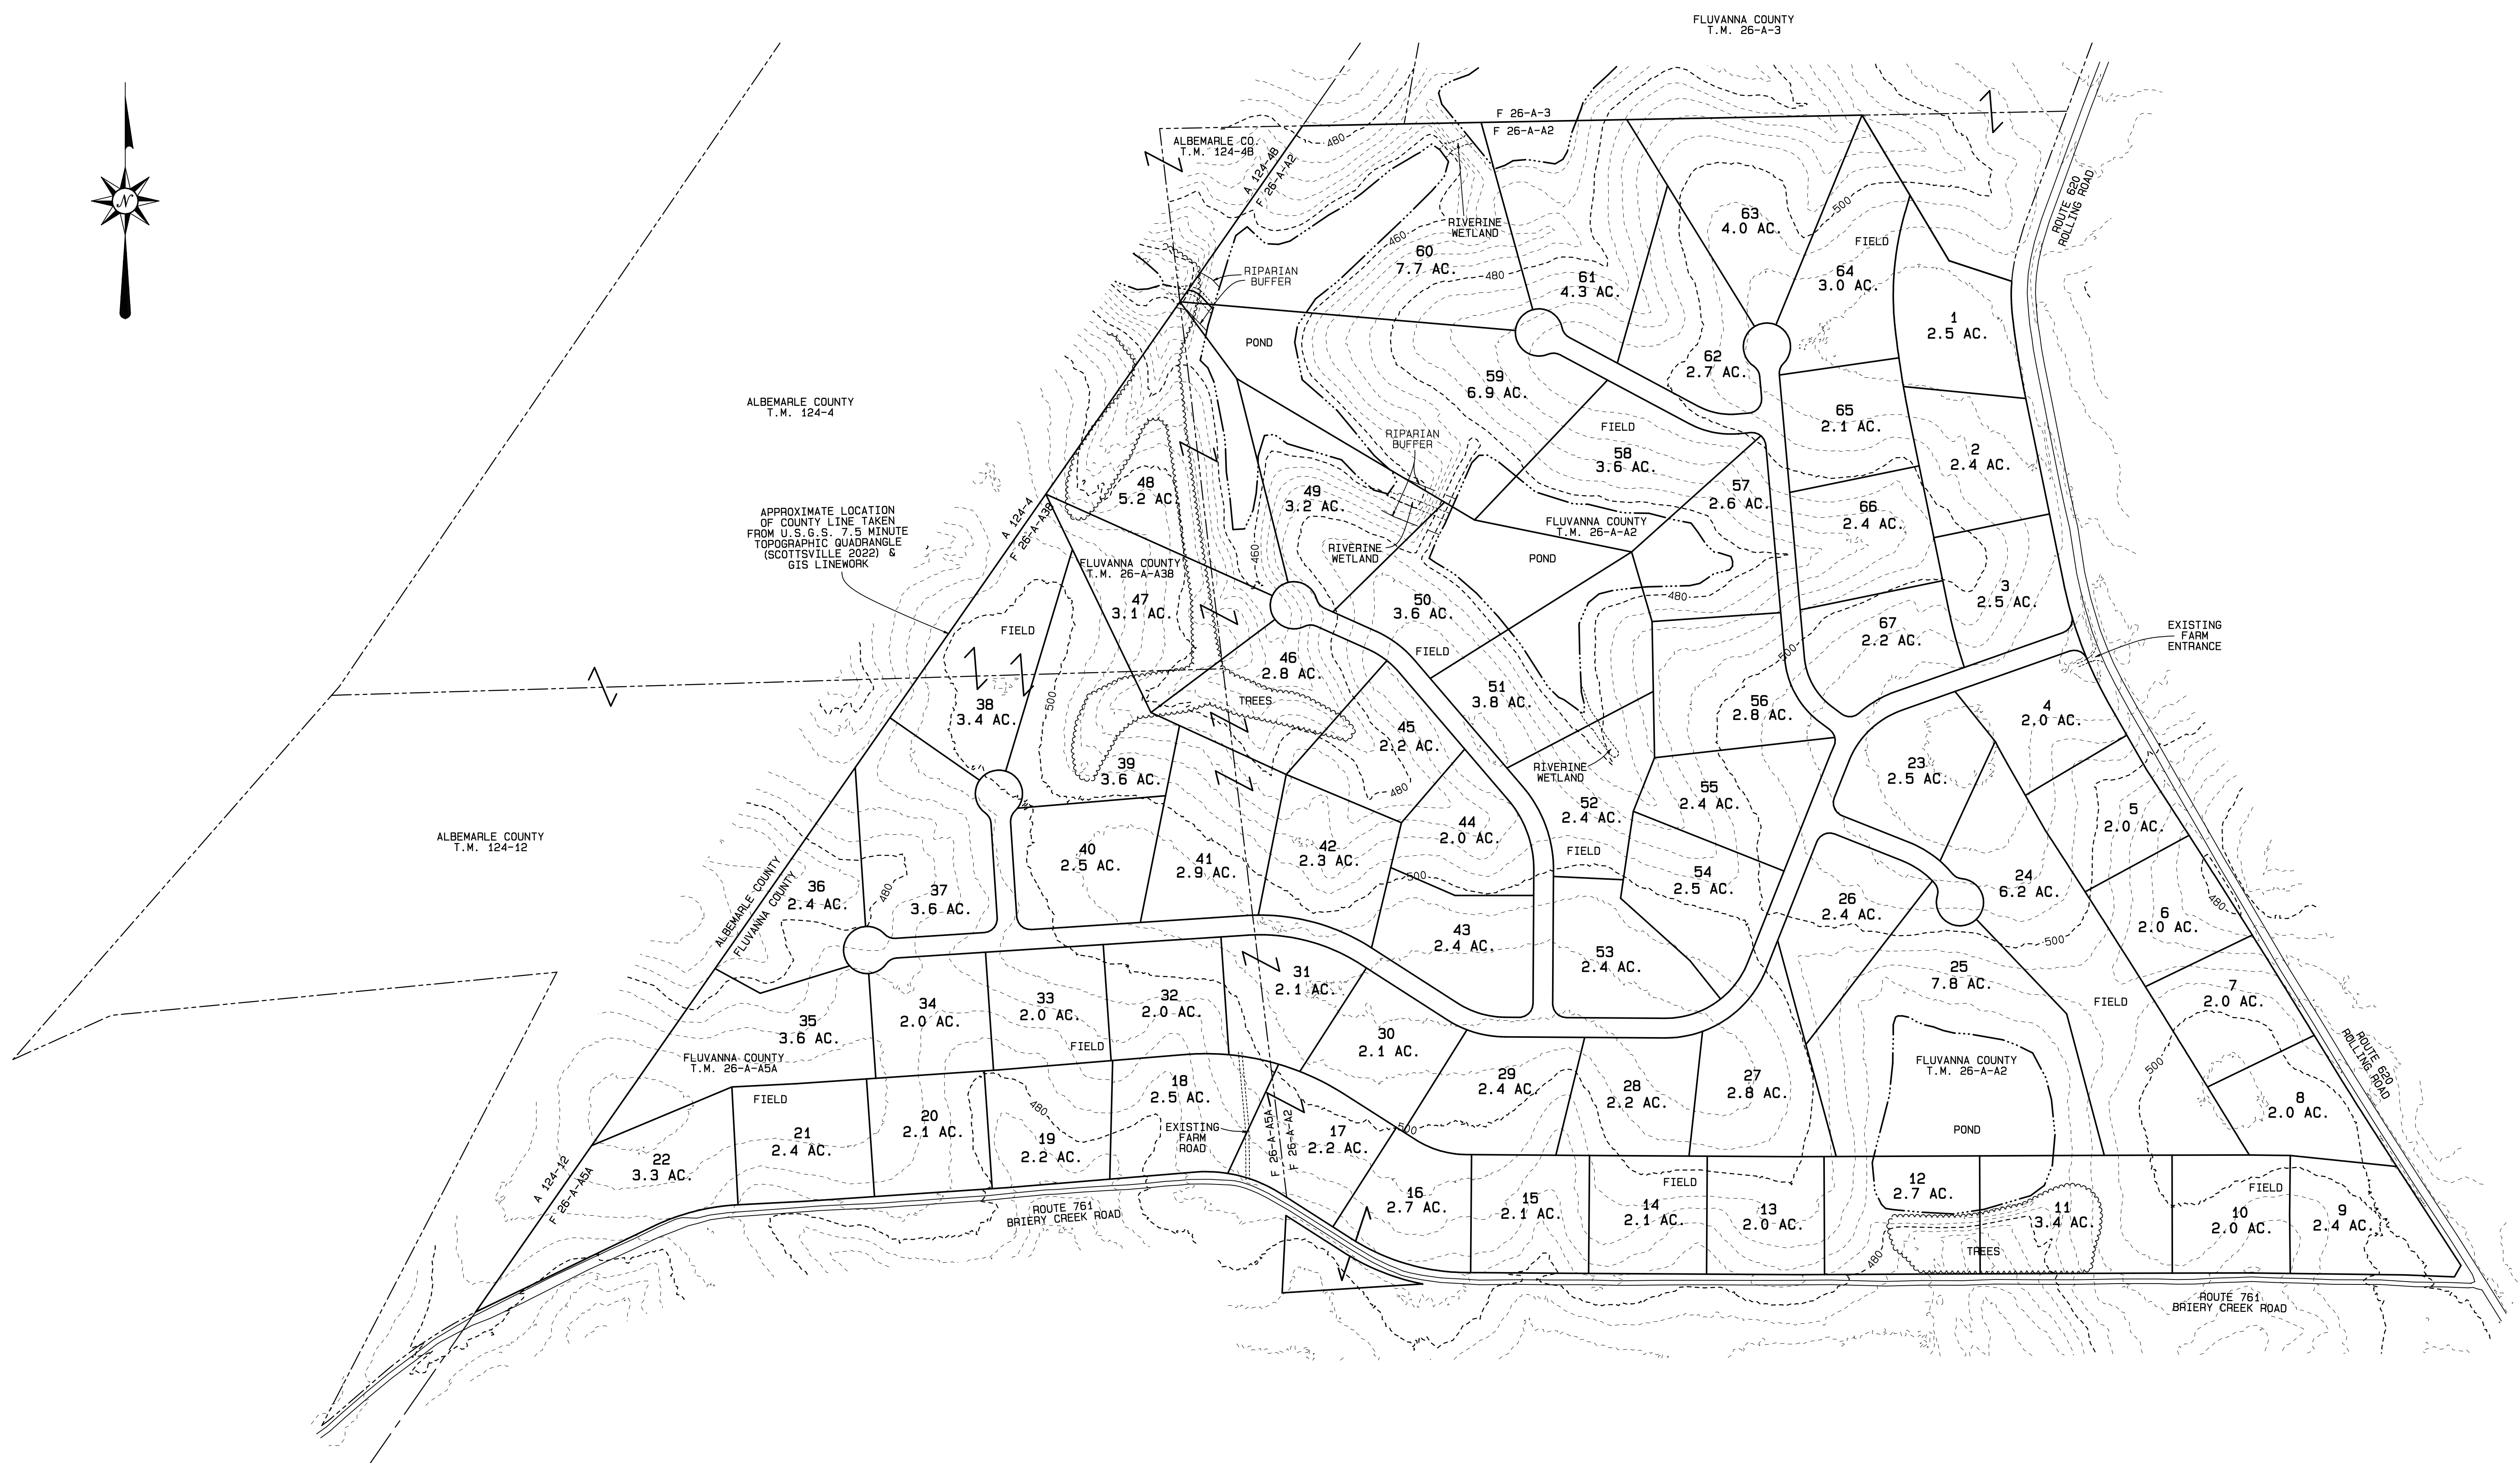 FLUVANNA COUNTY
T.M. 26-A-3
N
F 26-A-3
F 26-A-A2
ALBEMARLE CO.
T.M. 124-4B
480
A 124-4B
F 26-A-A2
ROUTE 620
ROLLING ROAD
RIVERINE
WETLAND
460
480
500
63
4.0 AC.
FIELD
60
7.7 AC.
61
4.3 AC.
64
3.0 AC.
RIPARIAN
BUFFER
1
2.5 AC.
POND
62
2.7 AC.
59
6.9 AC.
ALBEMARLE COUNTY
T.M. 124-4
65
2.1 AC.
FIELD
RIPARIAN
BUFFER
58
3.6 AC.
2
2.4 AC.
48
5.2 AC
49
3.2 AC.
57
2.6 AC.
66
2.4 AC.
APPROXIMATE LOCATION
OF COUNTY LINE TAKEN
FROM U.S.G.S. 7.5 MINUTE
TOPOGRAPHIC QUADRANGLE
(SCOTTSVILLE 2022) &
GIS LINEWORK
A 124-4
F 26-A-A3B
FLUVANNA COUNTY
T.M. 26-A-A2
RIVERINE
WETLAND
460
POND
FLUVANNA COUNTY
T.M. 26-A-A3B
47
3.1 AC.
50
3.6 AC.
480
3
2.5 AC.
FIELD
67
2.2 AC.
EXISTING
FARM
ENTRANCE
FIELD
500
46
2.8 AC.
TREES
500
38
3.4 AC.
51
3.8 AC.
56
2.8 AC.
4
2.0 AC.
45
2.2 AC.
39
3.6 AC.
RIVERINE
WETLAND
23
2.5 AC.
480
55
2.4 AC.
52
2.4 AC.
5
2.0 AC.
44
2.0 AC.
ALBEMARLE COUNTY
T.M. 124-12
40
2.5 AC.
41
2.9 AC.
42
2.3 AC.
FIELD
500
54
2.5 AC.
24
6.2 AC.
36
2.4 AC.
480
37
3.6 AC.
26
2.4 AC.
480
6
2.0 AC.
ALBEMARLE COUNTY
FLUVANNA COUNTY
43
2.4 AC.
500
53
2.4 AC.
25
7.8 AC.
31
2.1 AC.
7
2.0 AC.
FIELD
34
2.0 AC.
33
2.0 AC.
32
2.0 AC.
35
3.6 AC.
30
2.1 AC.
FIELD
FLUVANNA COUNTY
T.M. 26-A-A5A
FLUVANNA COUNTY
T.M. 26-A-A2
500
ROUTE 620
ROLLING ROAD
29
2.4 AC.
28
2.2 AC.
27
2.8 AC.
18
2.5 AC.
FIELD
480
8
2.0 AC.
20
2.1 AC.
EXISTING
FARM
ROAD
F 26-A-A5A
F 26-A-A2
500
POND
21
2.4 AC.
19
2.2 AC.
17
2.2 AC.
22
3.3 AC.
A 124-12
F 26-A-A5A
FIELD
12
2.7 AC.
FIELD
16
2.7 AC.
15
2.1 AC.
14
2.1 AC.
13
2.0 AC.
11
3.4 AC.
10
2.0 AC.
9
2.4 AC.
ROUTE 761
BRIERY CREEK ROAD
480
TREES
ROUTE 761
BRIERY CREEK ROAD